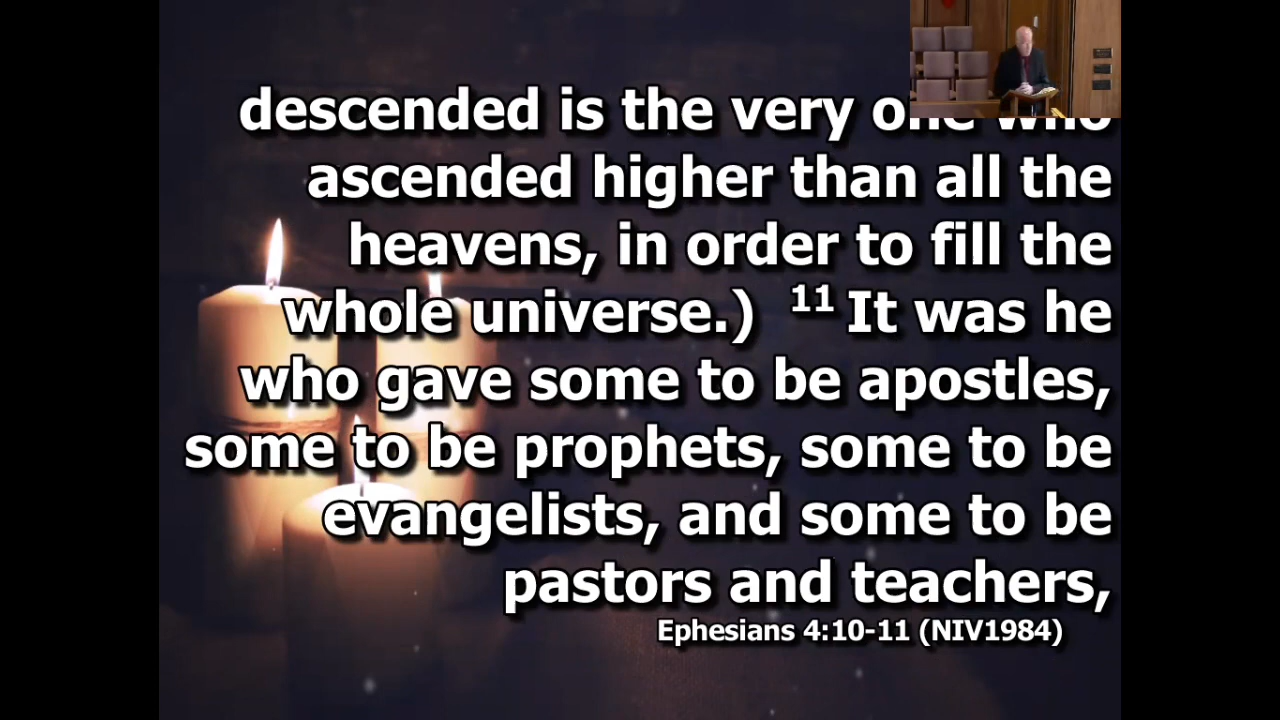 descended is the very one who
ascended higher than all the
heavens, in order to fill the
whole universe.) 11 It was he
who gave some to be apostles,
some to be prophets, some to be
evangelists, and some to be
pastors and teachers,
Ephesians 4:10-11 (NIV1984)